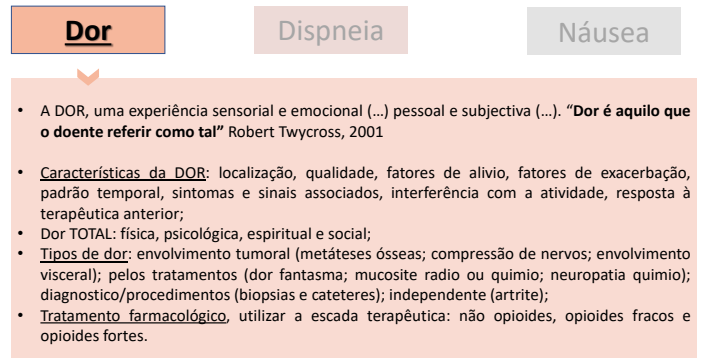 Dor
Dispneia
Náusea
• A DOR, uma experiência sensorial e emocional (…) pessoal e subjectiva (…). “Dor é aquilo que
o doente referir como tal” Robert Twycross, 2001
• Características da DOR: localização, qualidade, fatores de alivio, fatores de exacerbação,
padrão temporal, sintomas e sinais associados, interferência com a atividade, resposta à
terapêutica anterior;
• Dor TOTAL: física, psicológica, espiritual e social;
• Tipos de dor: envolvimento tumoral (metáteses ósseas; compressão de nervos; envolvimento
visceral); pelos tratamentos (dor fantasma; mucosite radio ou quimio; neuropatia quimio);
diagnostico/procedimentos (biopsias e cateteres); independente (artrite);
• Tratamento farmacológico, utilizar a escada terapêutica: não opioides, opioides fracos e
opioides fortes.